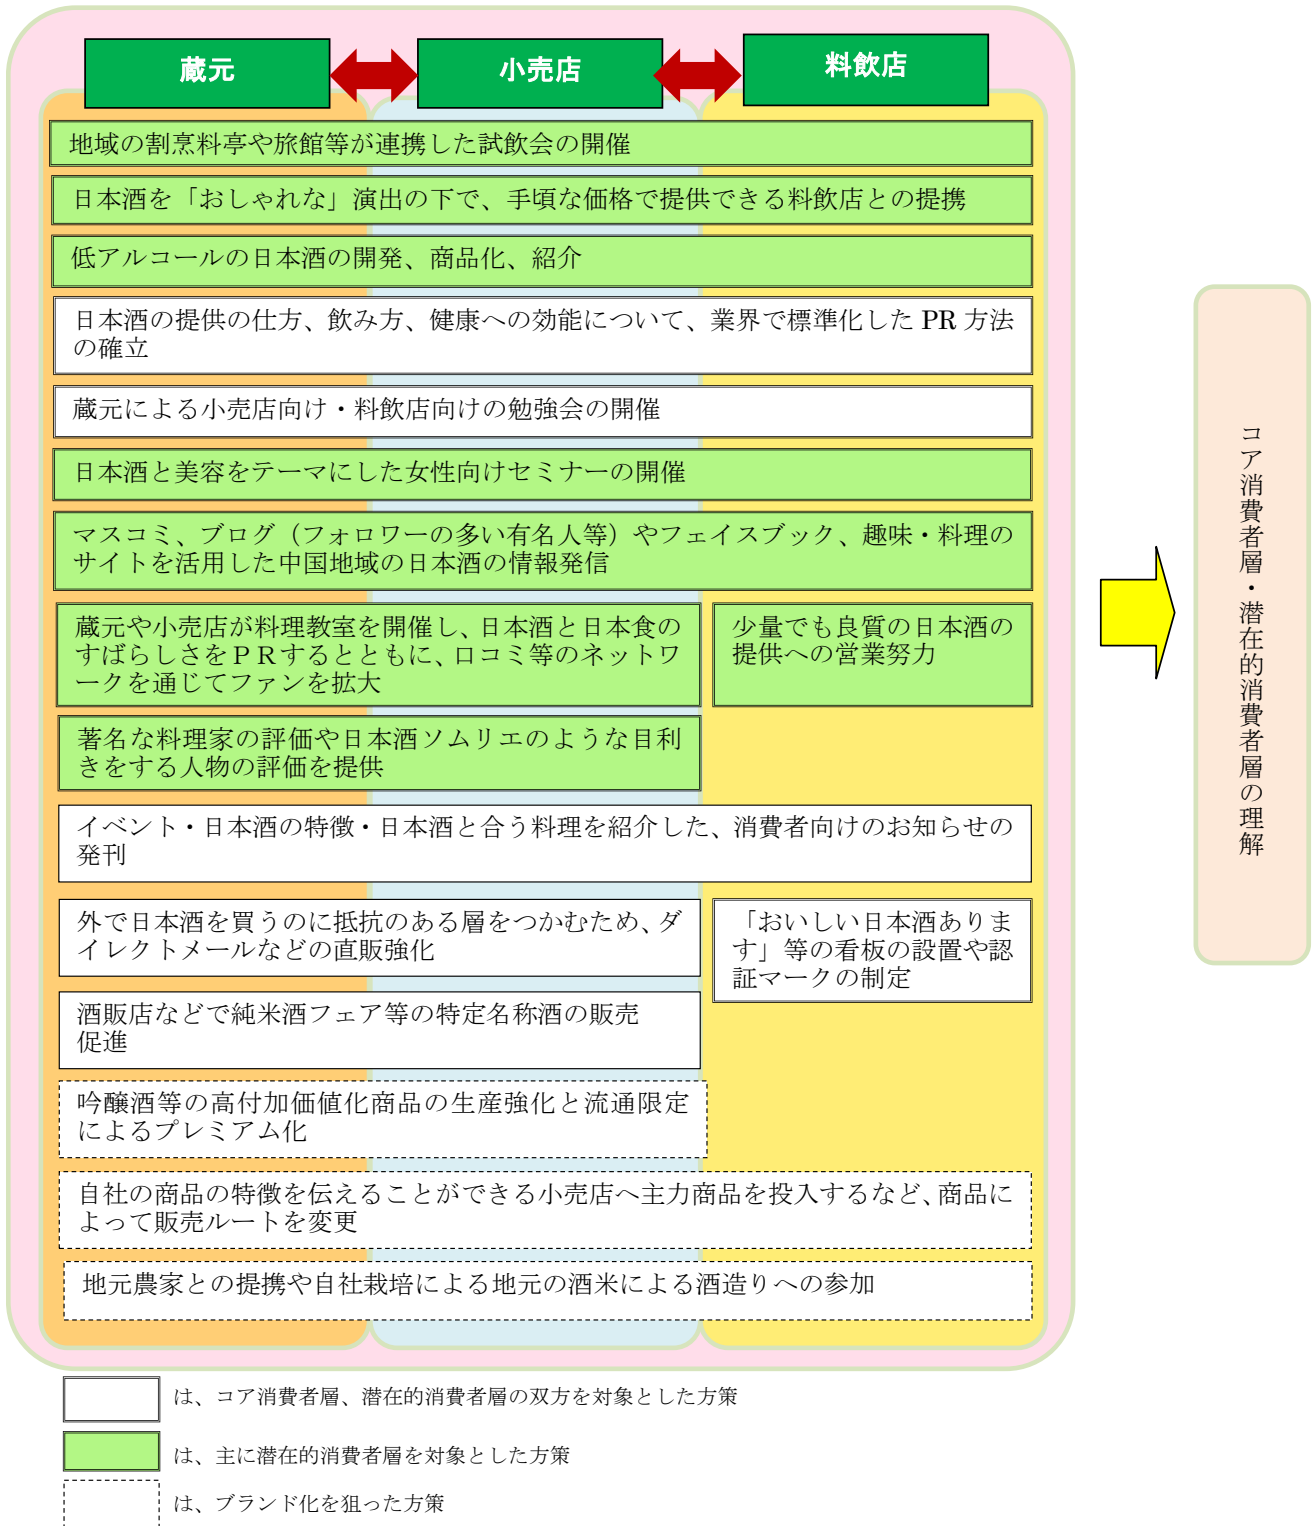 蔵元
小売店
料飲店
地域の割烹料亭や旅館等が連携した試飲会の開催
日本酒を「おしゃれな」演出の下で、手頃な価格で提供できる料飲店との提携
低アルコールの日本酒の開発、商品化、紹介
日本酒の提供の仕方、飲み方、健康への効能について、業界で標準化した PR 方法
の確立
蔵元による小売店向け・料飲店向けの勉強会の開催
日本酒と美容をテーマにした女性向けセミナーの開催
マスコミ、ブログ（フォロワーの多い有名人等）やフェイスブック、趣味・料理の
サイトを活用した中国地域の日本酒の情報発信
蔵元や小売店が料理教室を開催し、日本酒と日本食の
すばらしさをＰＲするとともに、口コミ等のネットワ
ークを通じてファンを拡大
少量でも良質の日本酒の
提供への営業努力
著名な料理家の評価や日本酒ソムリエのような目利
きをする人物の評価を提供
イベント・日本酒の特徴・日本酒と合う料理を紹介した、消費者向けのお知らせの
発刊
外で日本酒を買うのに抵抗のある層をつかむため、ダ
イレクトメールなどの直販強化
「おいしい日本酒ありま
す」等の看板の設置や認
証マークの制定
酒販店などで純米酒フェア等の特定名称酒の販売
促進
吟醸酒等の高付加価値化商品の生産強化と流通限定
によるプレミアム化
自社の商品の特徴を伝えることができる小売店へ主力商品を投入するなど、商品に
よって販売ルートを変更
地元農家との提携や自社栽培による地元の酒米による酒造りへの参加
コア消費者層・潜在的消費者層の理解
は、コア消費者層、潜在的消費者層の双方を対象とした方策
は、主に潜在的消費者層を対象とした方策
は、ブランド化を狙った方策